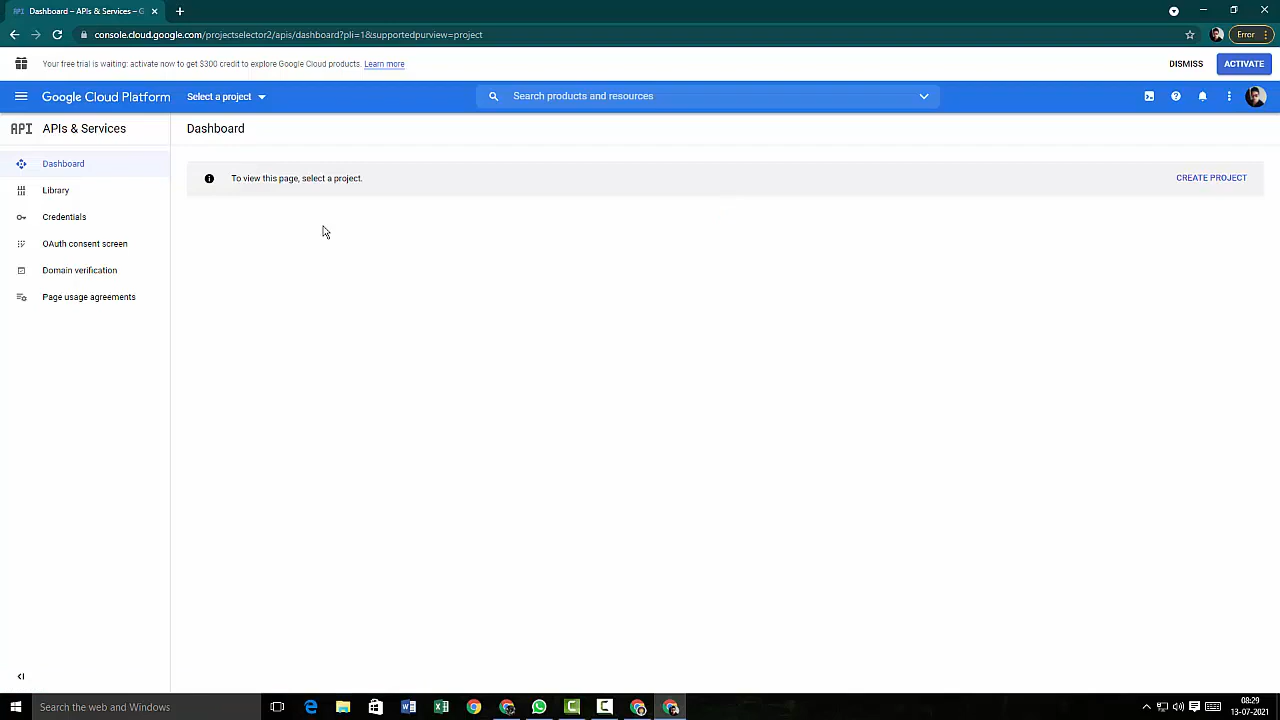 Dashboard – APIs & Services – G
console.cloud.google.com/projectselector2/apis/dashboard?pli=1&supportedpurview=project
Error
Your free trial is waiting: activate now to get $300 credit to explore Google Cloud products. Learn more
DISMISS
ACTIVATE
Google Cloud Platform
Select a project
Search products and resources
API APIs & Services
Dashboard
Dashboard
Library
Credentials
OAuth consent screen
Domain verification
Page usage agreements
To view this page, select a project.
CREATE PROJECT
Search the web and Windows
08:29
13-07-2021